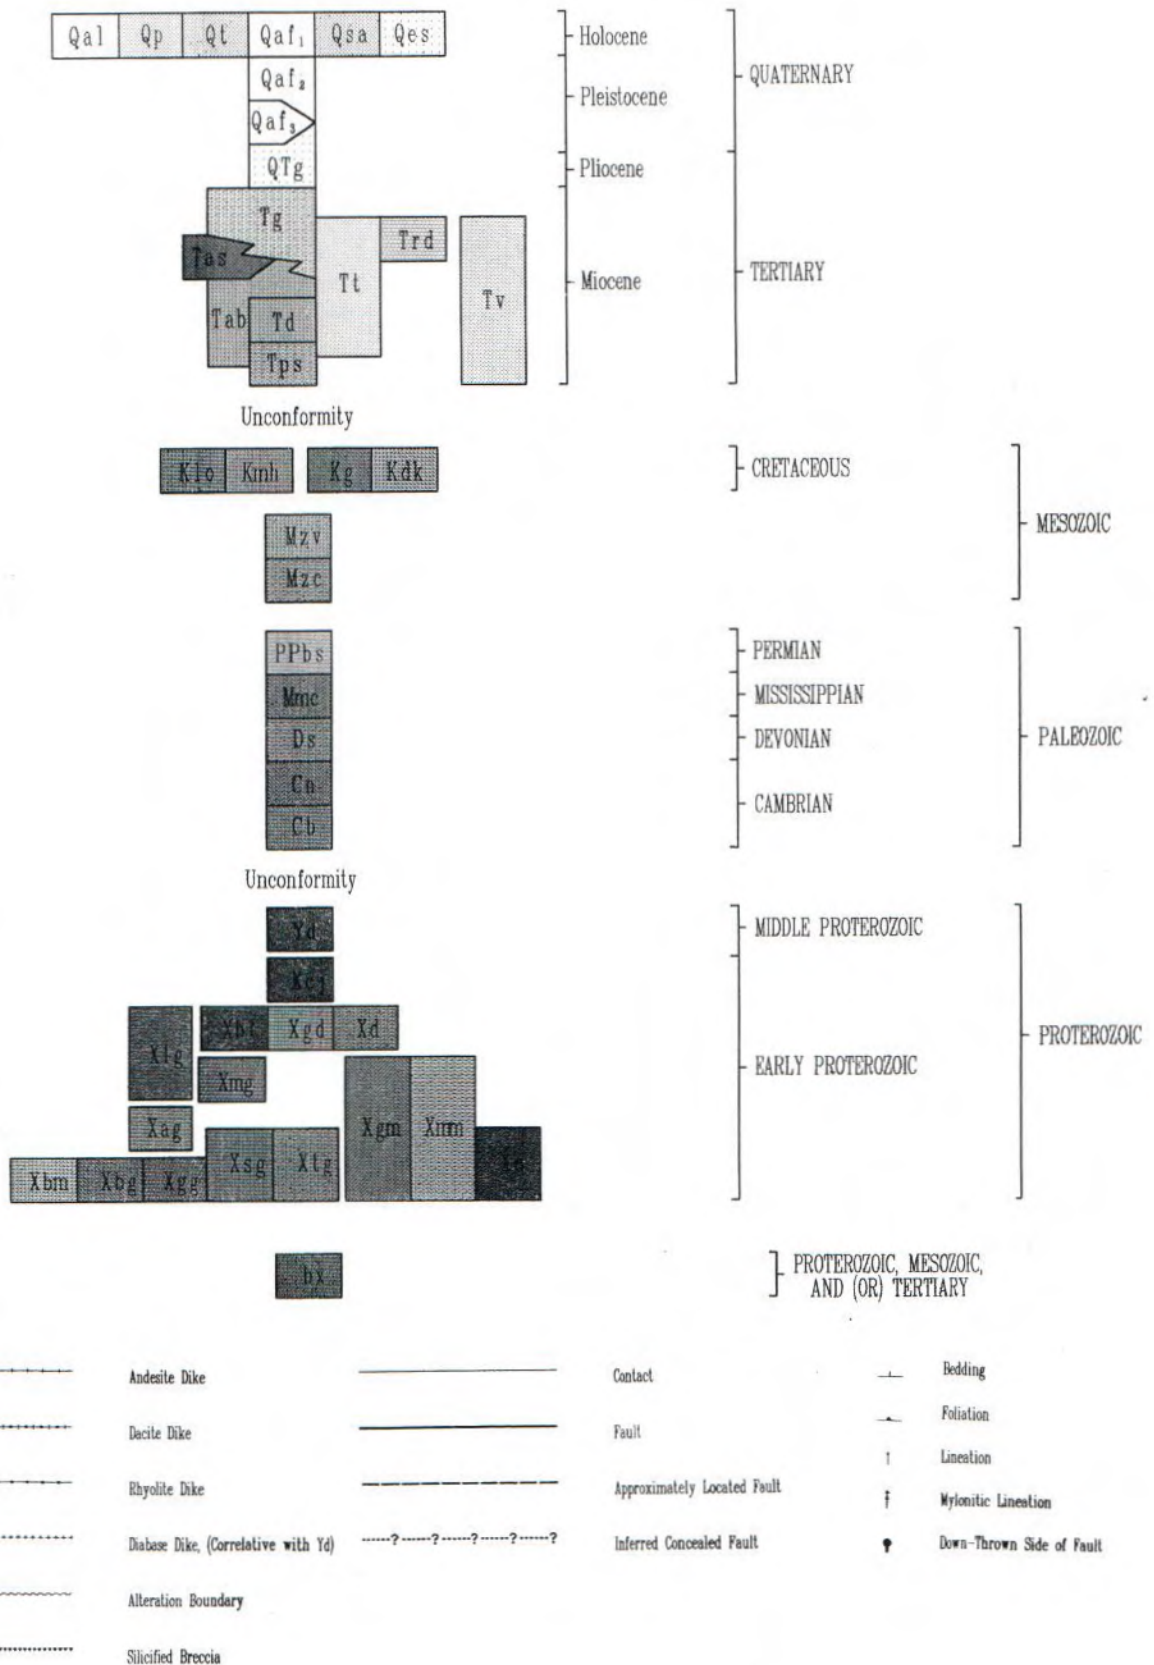 Qal Qp Qt Qaf₁ Qsa Qes
Holocene
Qaf₂
QUATERNARY
Pleistocene
Qaf₃
QTg
Pliocene
Tg
Trd
Tas
TERTIARY
Tt
Miocene
Tv
Tab Td
Tps
Unconformity
Klo Kmh Kg Kdk
CRETACEOUS
MESOZOIC
Mzv
Mzc
PPbs
PERMIAN
Mmc
MISSISSIPPIAN
Ds
DEVONIAN
PALEOZOIC
Cn
Cb
CAMBRIAN
Unconformity
Yd
MIDDLE PROTEROZOIC
Xgd Xd
PROTEROZOIC
Xlg
EARLY PROTEROZOIC
Xmg
Xag
Xgm Xmm
Xsg Xtg
Xbm Xbg Xgg
bx
PROTEROZOIC, MESOZOIC,
AND (OR) TERTIARY
Andesite Dike
Contact
Bedding
Dacite Dike
Fault
Foliation
Lineation
Rhyolite Dike
Approximately Located Fault
Mylonitic Lineation
Diabase Dike, (Correlative with Yd)
-----?-----?-----?-----?-----?
Inferred Concealed Fault
Down-Thrown Side of Fault
Alteration Boundary
Silicified Breccia